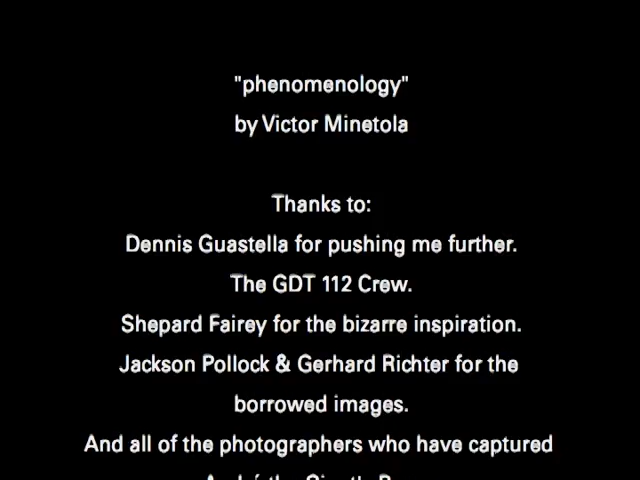 "phenomenology"
by Victor Minetola
Thanks to:
Dennis Guastella for pushing me further.
The GDT 112 Crew.
Shepard Fairey for the bizarre inspiration.
Jackson Pollock & Gerhard Richter for the
borrowed images.
And all of the photographers who have captured